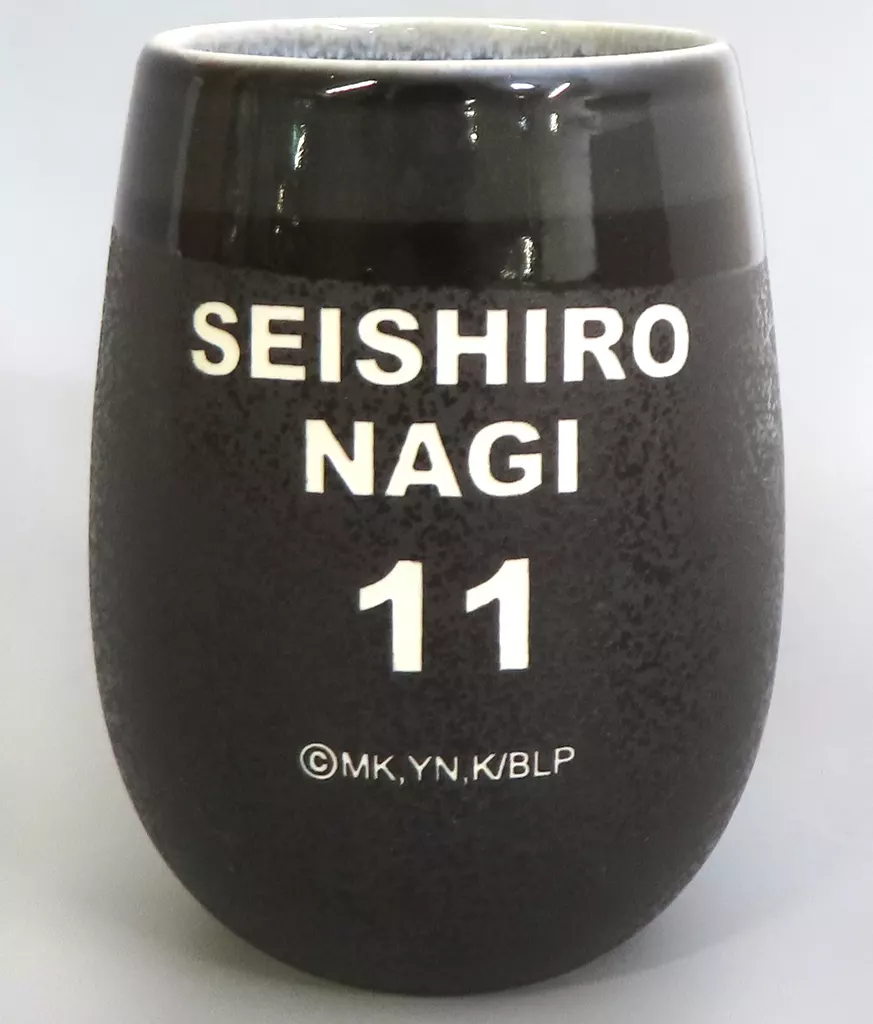 SEISHIRO
NAGI
11
©MK,YN,K/BLP